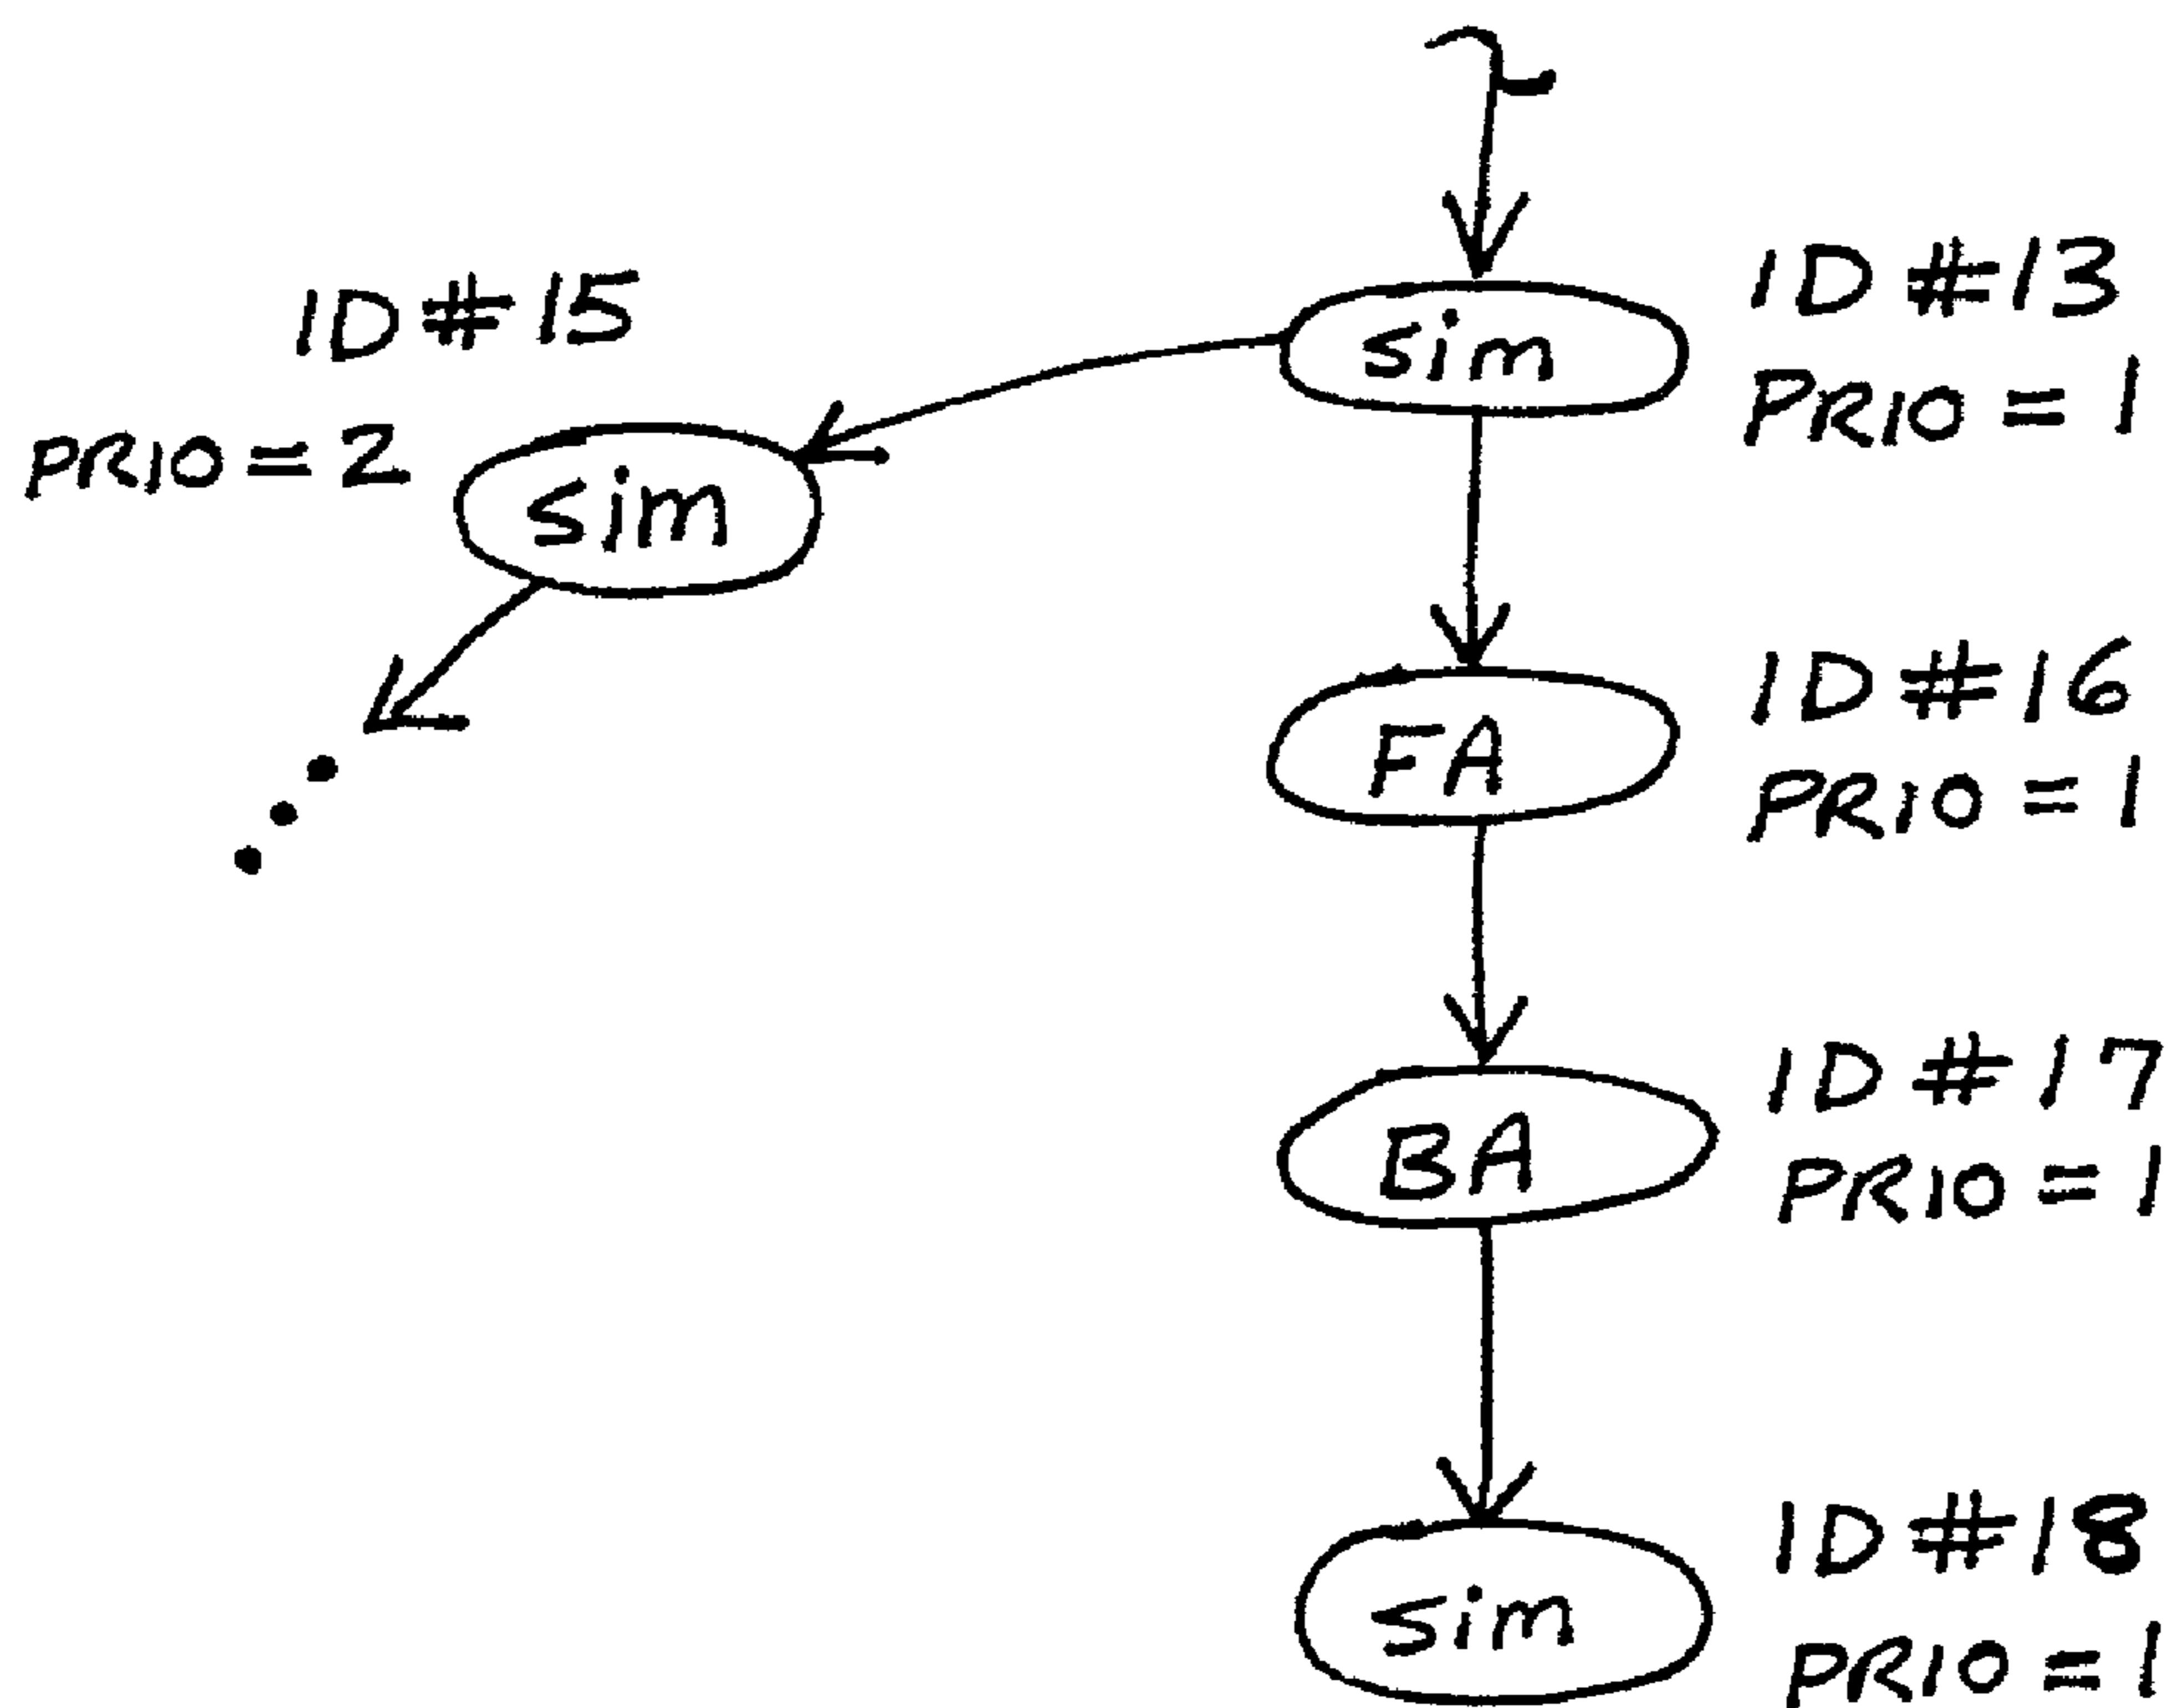 ID #13
sim
PRIO = 1
ID #15
PRIO = 2
sim
ID #16
FA
PRIO = 1
ID #17
BA
PRIO = 1
ID #18
sim
PRIO = 1